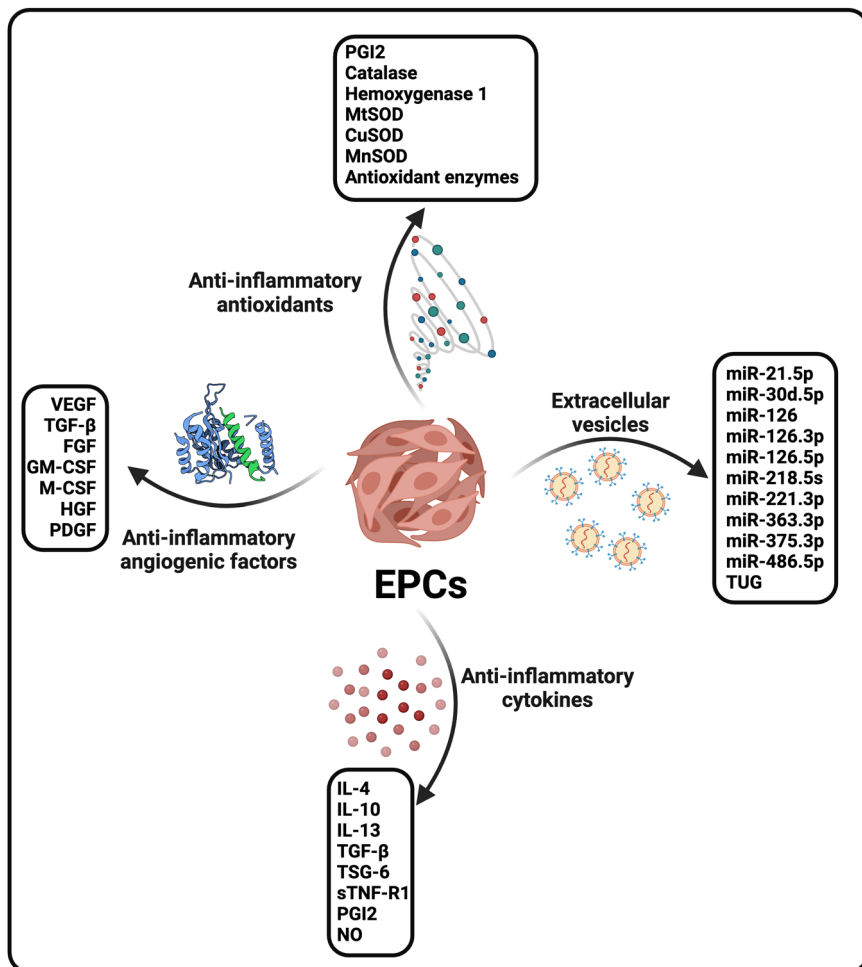 PGI2
Catalase
Hemoxygenase 1
MtSOD
CuSOD
MnSOD
Antioxidant enzymes
Anti-inflammatory
antioxidants
VEGF
TGF-β
FGF
GM-CSF
M-CSF
HGF
PDGF
Anti-inflammatory
angiogenic factors
Extracellular
vesicles
miR-21.5p
miR-30d.5p
miR-126
miR-126.3p
miR-126.5p
miR-218.5s
miR-221.3p
miR-363.3p
miR-375.3p
miR-486.5p
TUG
EPCs
Anti-inflammatory
cytokines
IL-4
IL-10
IL-13
TGF-β
TSG-6
sTNF-R1
PGI2
NO